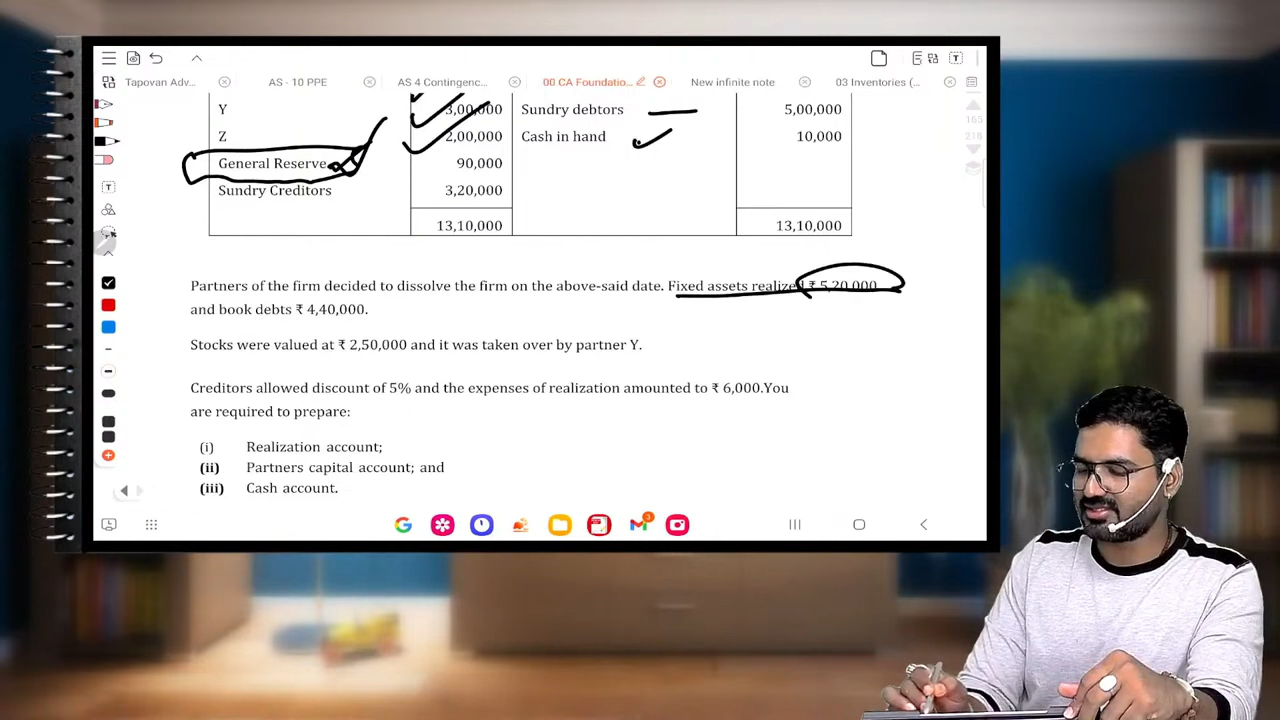 Tapovan Adv... AS - 10 PPE AS 4 Contingenc... 00 CA Foundatio... New infinite note 03 Inventories (...
Y 3,00,000 Sundry debtors 5,00,000
Z 2,00,000 Cash in hand 10,000
General Reserve 90,000
Sundry Creditors 3,20,000
13,10,000 13,10,000
165
218
Partners of the firm decided to dissolve the firm on the above-said date. Fixed assets realized ₹ 5,20,000
and book debts ₹ 4,40,000.
Stocks were valued at ₹ 2,50,000 and it was taken over by partner Y.
Creditors allowed discount of 5% and the expenses of realization amounted to ₹ 6,000.You
are required to prepare:
(i) Realization account;
(ii) Partners capital account; and
(iii) Cash account.
3